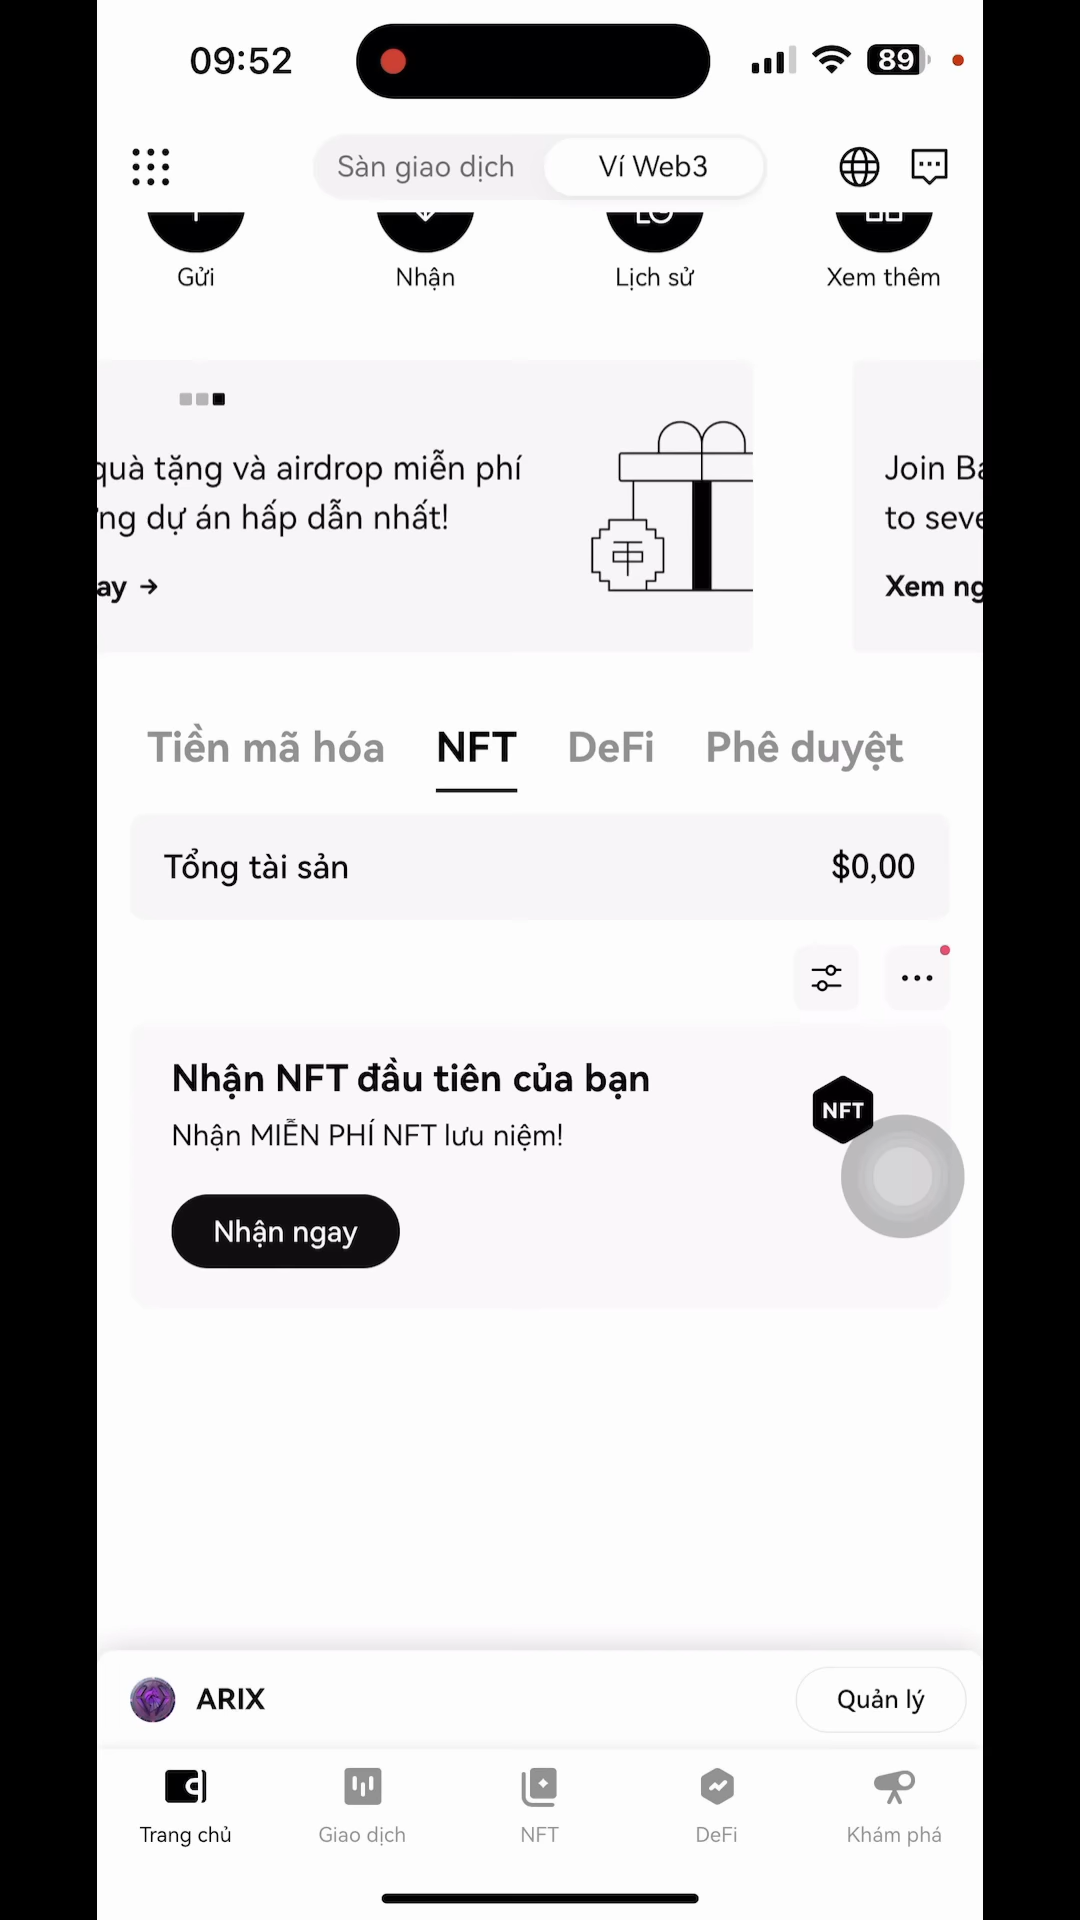 09:52
89
Sàn giao dịch
Ví Web3
Gửi
Nhận
Lịch sử
Xem thêm
quà tặng và airdrop miễn phí
ng dự án hấp dẫn nhất!
ay →
Join Ba
to seve
Xem ng
Tiền mã hóa
NFT
DeFi
Phê duyệt
Tổng tài sản
$0,00
Nhận NFT đầu tiên của bạn
Nhận MIỄN PHÍ NFT lưu niệm!
NFT
Nhận ngay
ARIX
Quản lý
Trang chủ
Giao dịch
NFT
DeFi
Khám phá